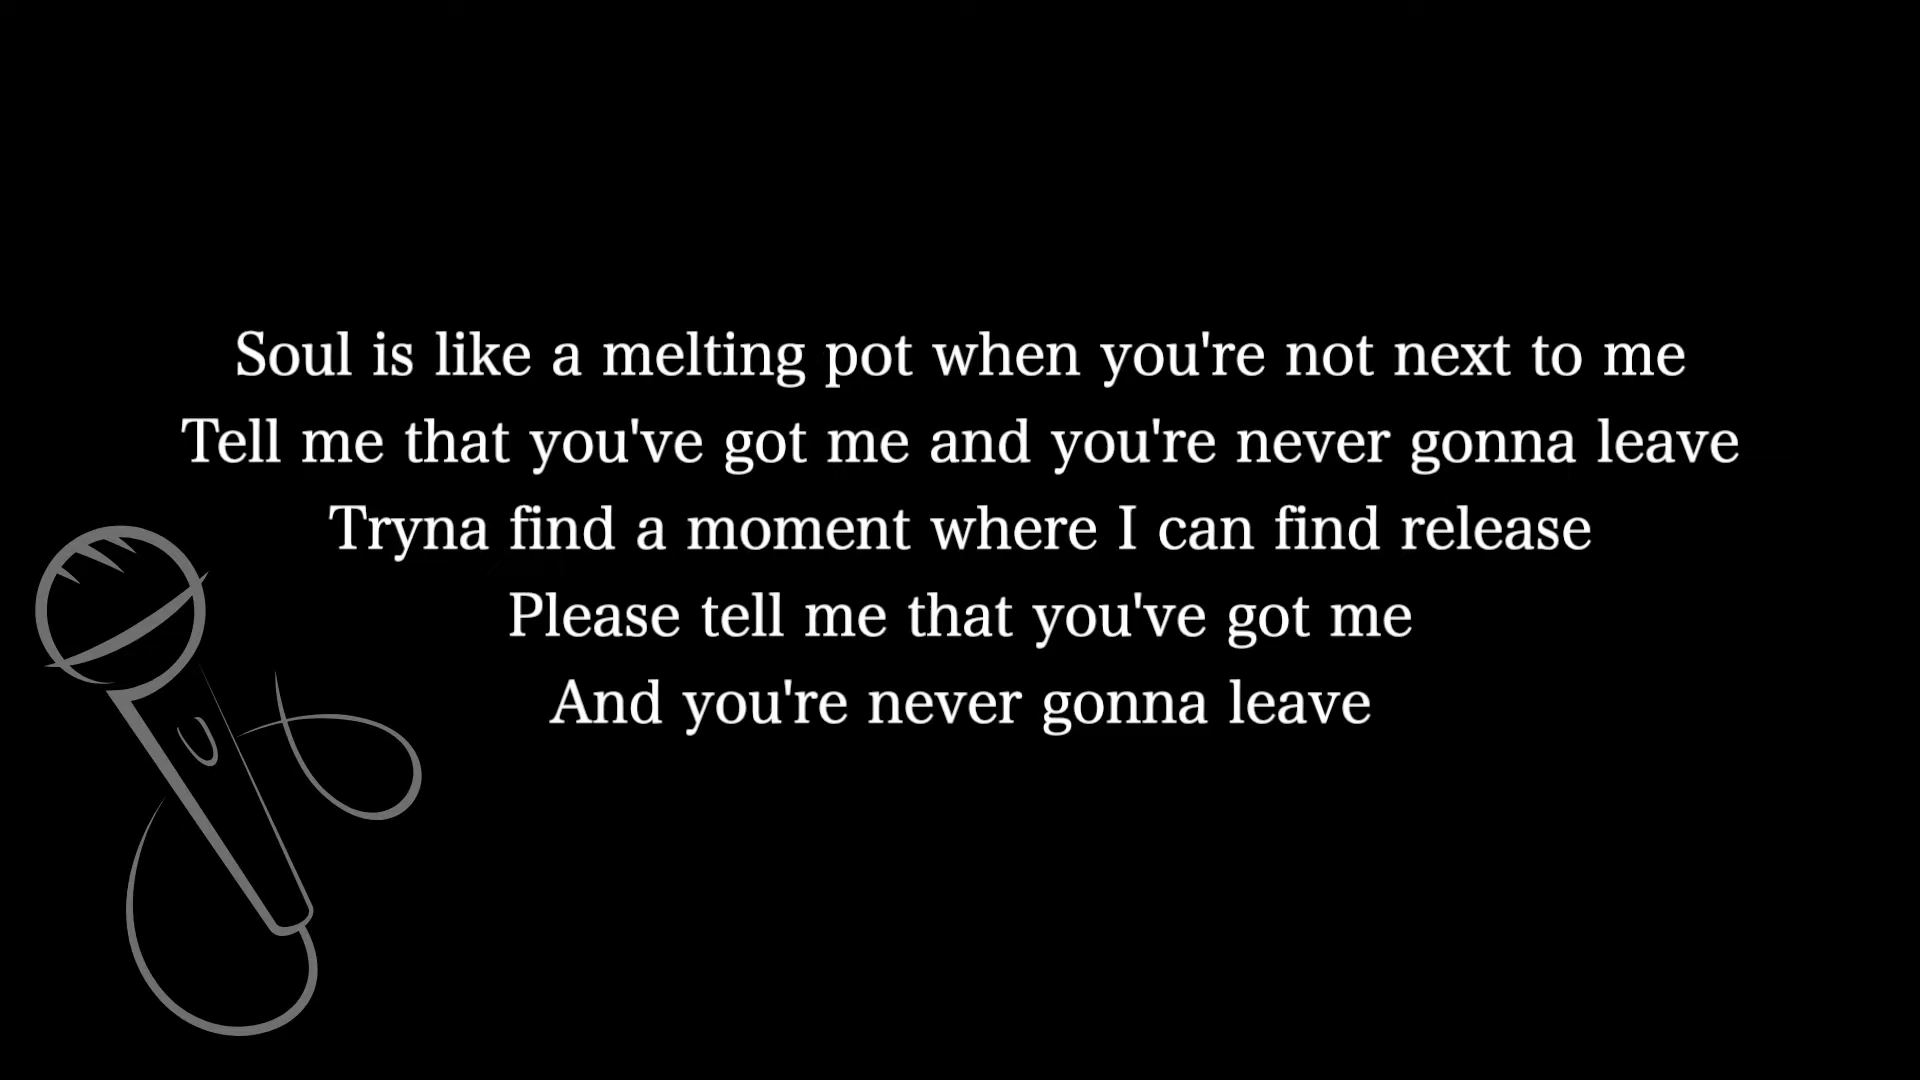 Soul is like a melting pot when you're not next to me
Tell me that you've got me and you're never gonna leave
Tryna find a moment where I can find release
Please tell me that you've got me
And you're never gonna leave